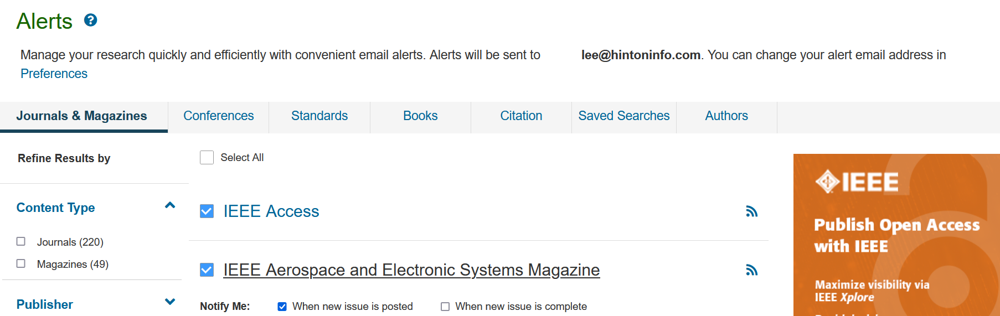 Alerts
Manage your research quickly and efficiently with convenient email alerts. Alerts will be sent to lee@hintoninfo.com. You can change your alert email address in
Preferences
Journals & Magazines Conferences Standards Books Citation Saved Searches Authors
Refine Results by
Select All
Content Type
Journals (220)
Magazines (49)
Publisher
IEEE Access
IEEE Aerospace and Electronic Systems Magazine
Notify Me: When new issue is posted When new issue is complete
IEEE
Publish Open Access
with IEEE
Maximize visibility via
IEEE Xplore